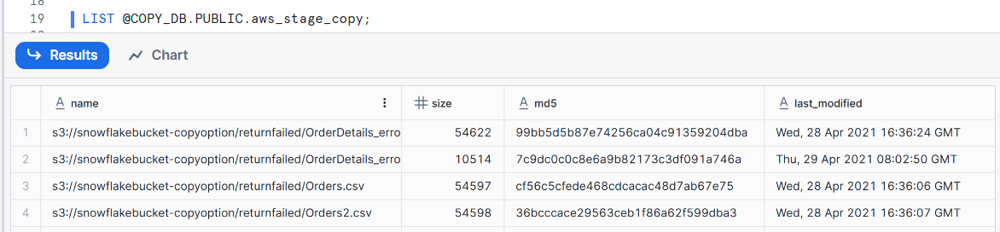 19 LIST @COPY_DB.PUBLIC.aws_stage_copy;
Results Chart
name size md5 last_modified
1 s3://snowflakebucket-copyoption/returnfailed/OrderDetails_erro 54622 99bb5d5b87e74256ca04c91359204dba Wed, 28 Apr 2021 16:36:24 GMT
2 s3://snowflakebucket-copyoption/returnfailed/OrderDetails_erro 10514 7c9dc0c0c8e6a9b82173c3df091a746a Thu, 29 Apr 2021 08:02:50 GMT
3 s3://snowflakebucket-copyoption/returnfailed/Orders.csv 54597 cf56c5cfede468cdcacac48d7ab67e75 Wed, 28 Apr 2021 16:36:06 GMT
4 s3://snowflakebucket-copyoption/returnfailed/Orders2.csv 54598 36bcccace29563ceb1f86a62f599dba3 Wed, 28 Apr 2021 16:36:07 GMT